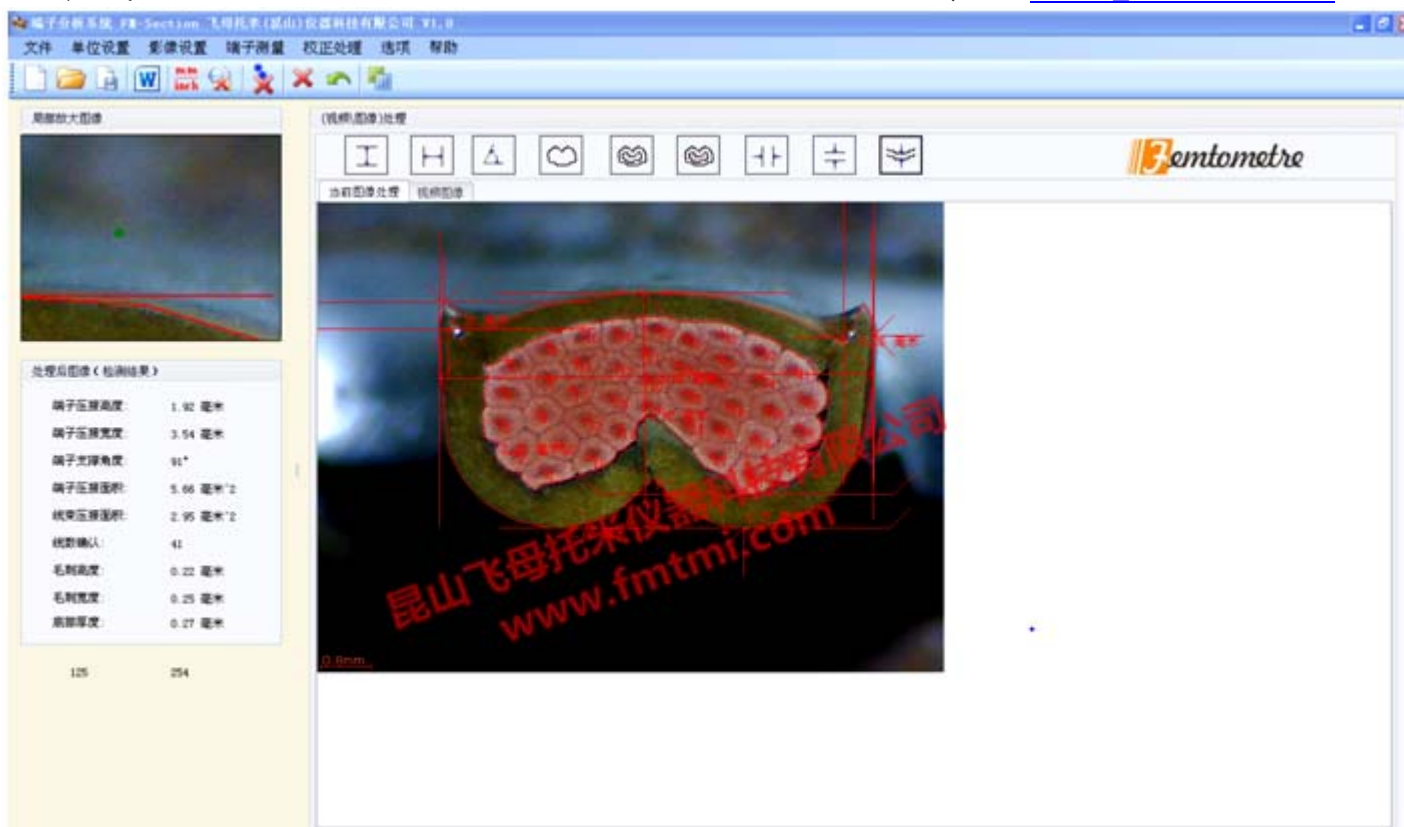 端子分析系统 FM-Section 飞母托米(昆山)仪器科技有限公司 V1.0
文件 单位设置 影像设置 端子测量 校正处理 选项 帮助
局部放大图像
(视频\图像)处理
Femtometre
当前图像处理 视频图像
处理后图像(检测结果)
端子压接高度: 1.92 毫米
端子压接宽度: 3.54 毫米
端子支撑角度: 91°
端子压接面积: 5.66 毫米^2
线束压接面积: 2.95 毫米^2
线数确认: 41
毛刺高度: 0.22 毫米
毛刺宽度: 0.25 毫米
底部厚度: 0.27 毫米
125 254
昆山飞母托米仪器科技有限公司
www.fmtmi.com